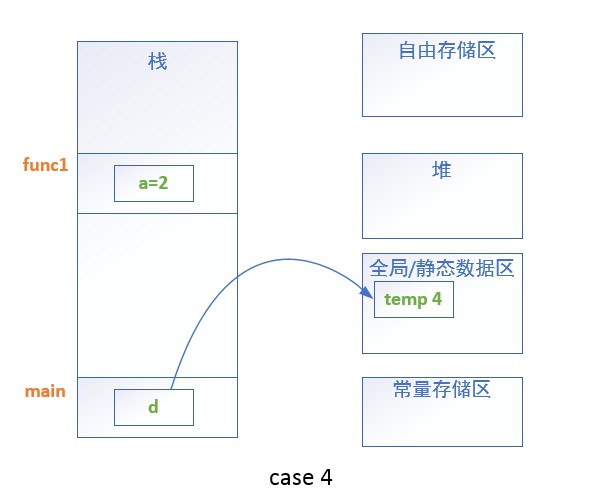 栈
自由存储区
func1
a=2
堆
全局/静态数据区
temp 4
main
d
常量存储区
case 4